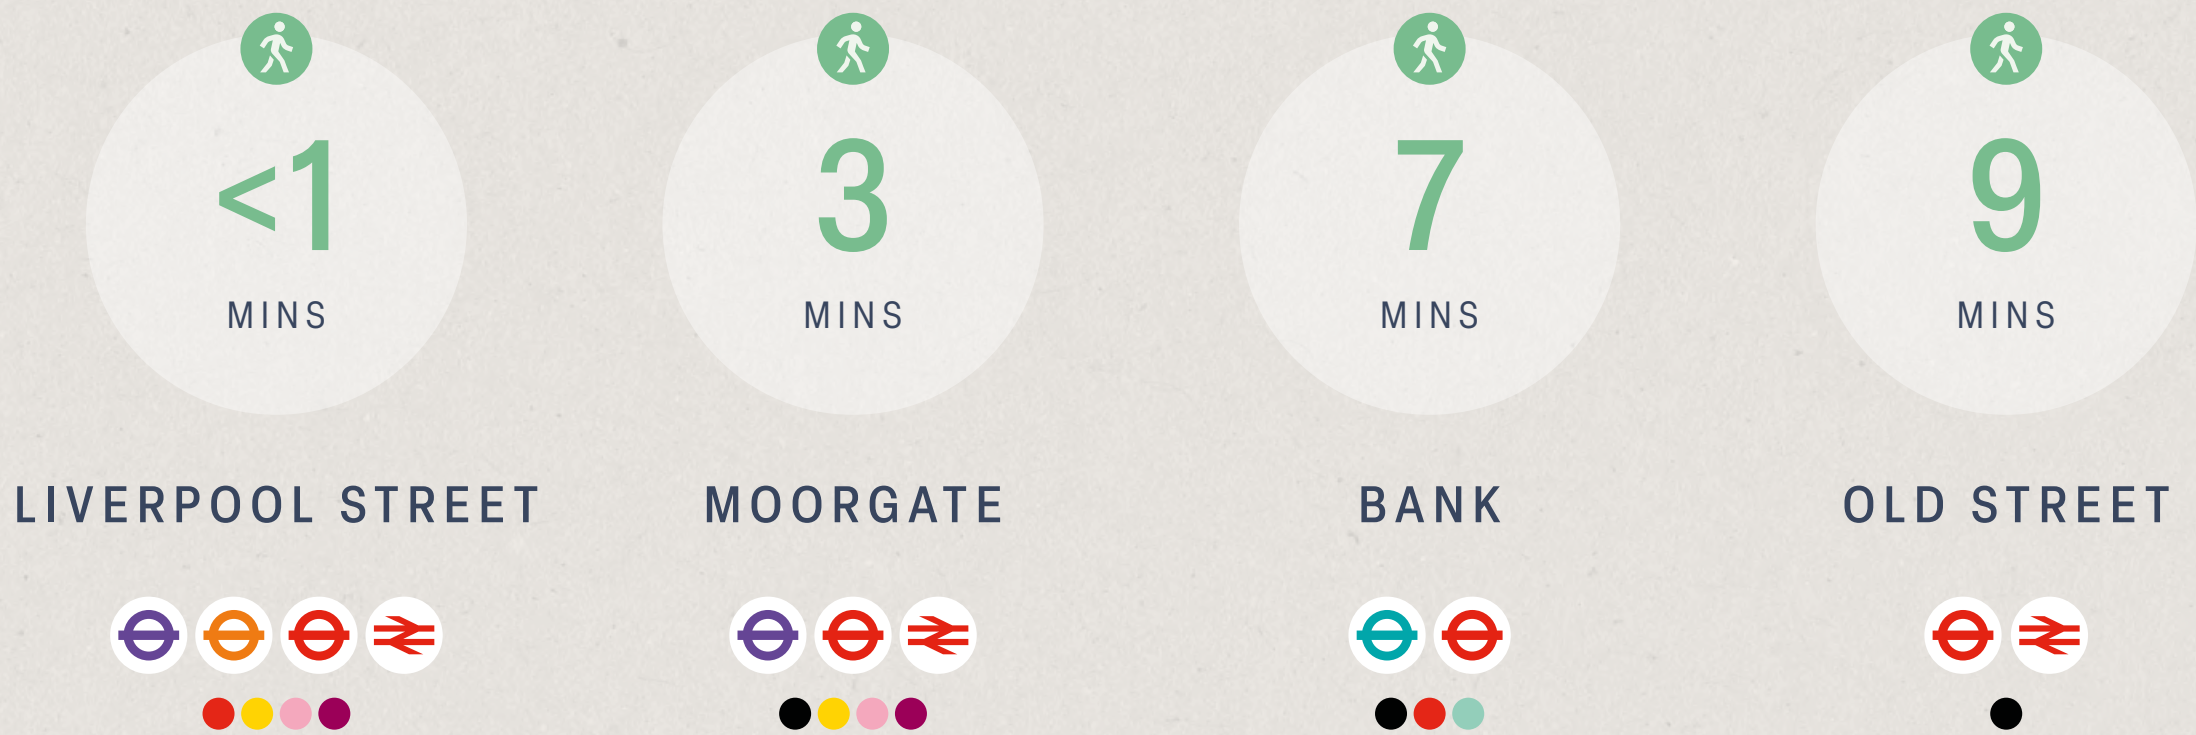 <1
MINS
LIVERPOOL STREET
3
MINS
MOORGATE
7
MINS
BANK
9
MINS
OLD STREET